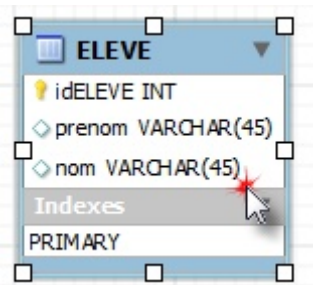 ELEVE
idELEVE INT
prenom VARCHAR(45)
nom VARCHAR(45)
Indexes
PRIMARY